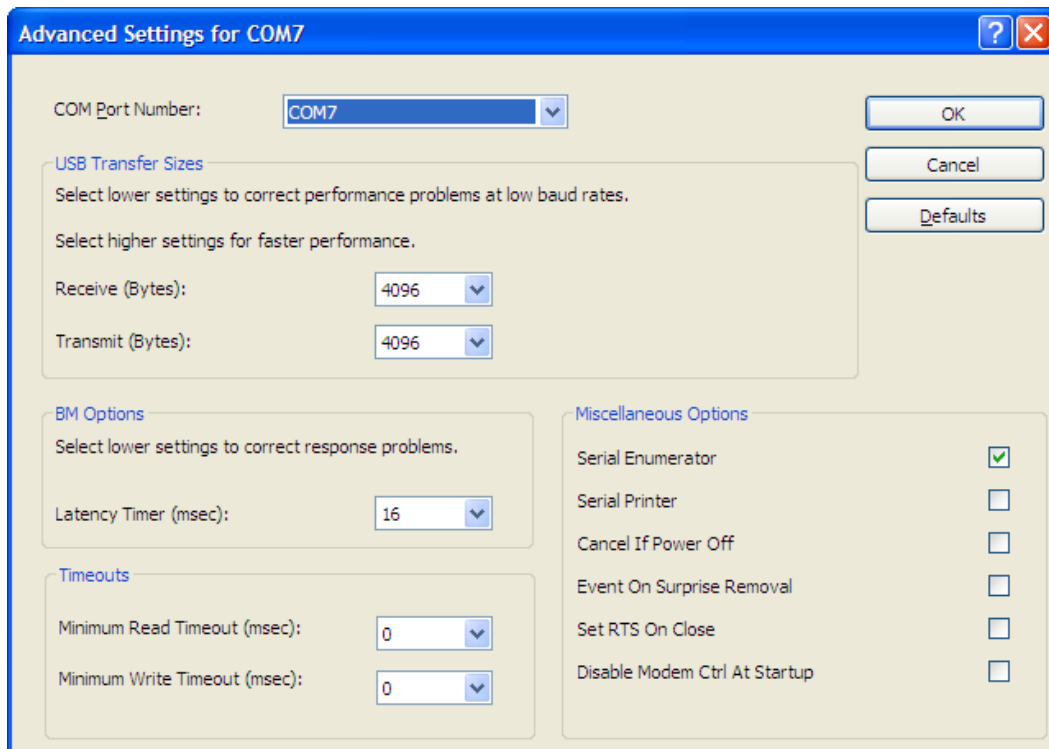 Advanced Settings for COM7
COM Port Number:
COM7
OK
Cancel
Defaults
USB Transfer Sizes
Select lower settings to correct performance problems at low baud rates.
Select higher settings for faster performance.
Receive (Bytes):
4096
Transmit (Bytes):
4096
BM Options
Select lower settings to correct response problems.
Latency Timer (msec):
16
Timeouts
Minimum Read Timeout (msec):
0
Minimum Write Timeout (msec):
0
Miscellaneous Options
Serial Enumerator
Serial Printer
Cancel If Power Off
Event On Surprise Removal
Set RTS On Close
Disable Modem Ctrl At Startup